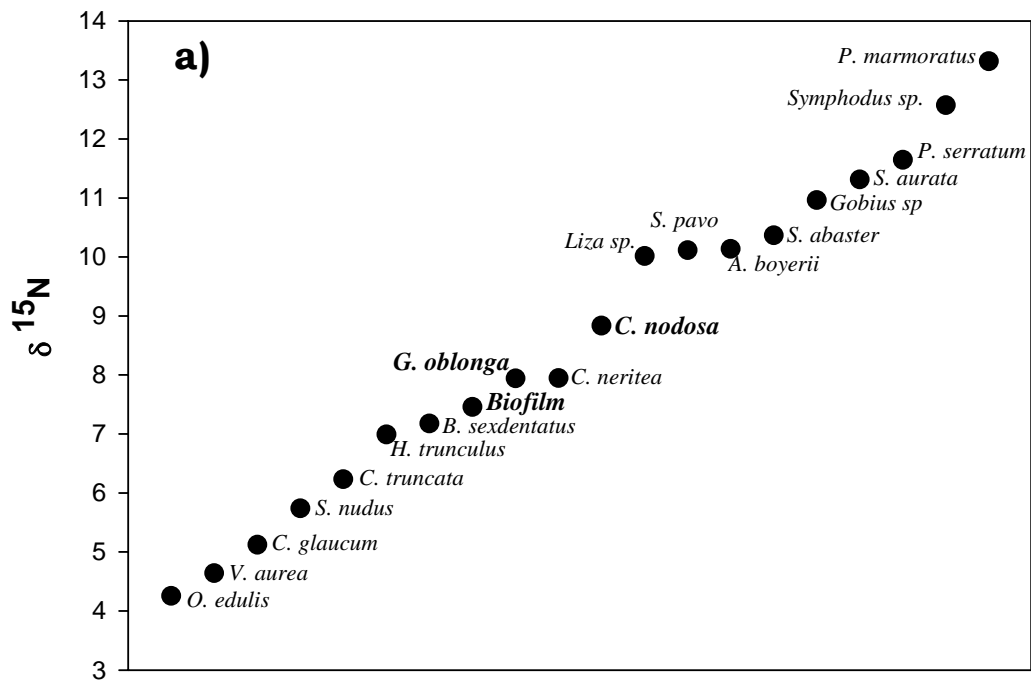 14
13
12
11
10
9
8
7
6
5
4
3
δ 15N
a)
P. marmoratus
Symphodus sp.
P. serratum
S. aurata
Gobius sp
S. pavo
S. abaster
Liza sp.
A. boyerii
C. nodosa
G. oblonga
C. neritea
Biofilm
B. sexdentatus
H. trunculus
C. truncata
S. nudus
C. glaucum
V. aurea
O. edulis